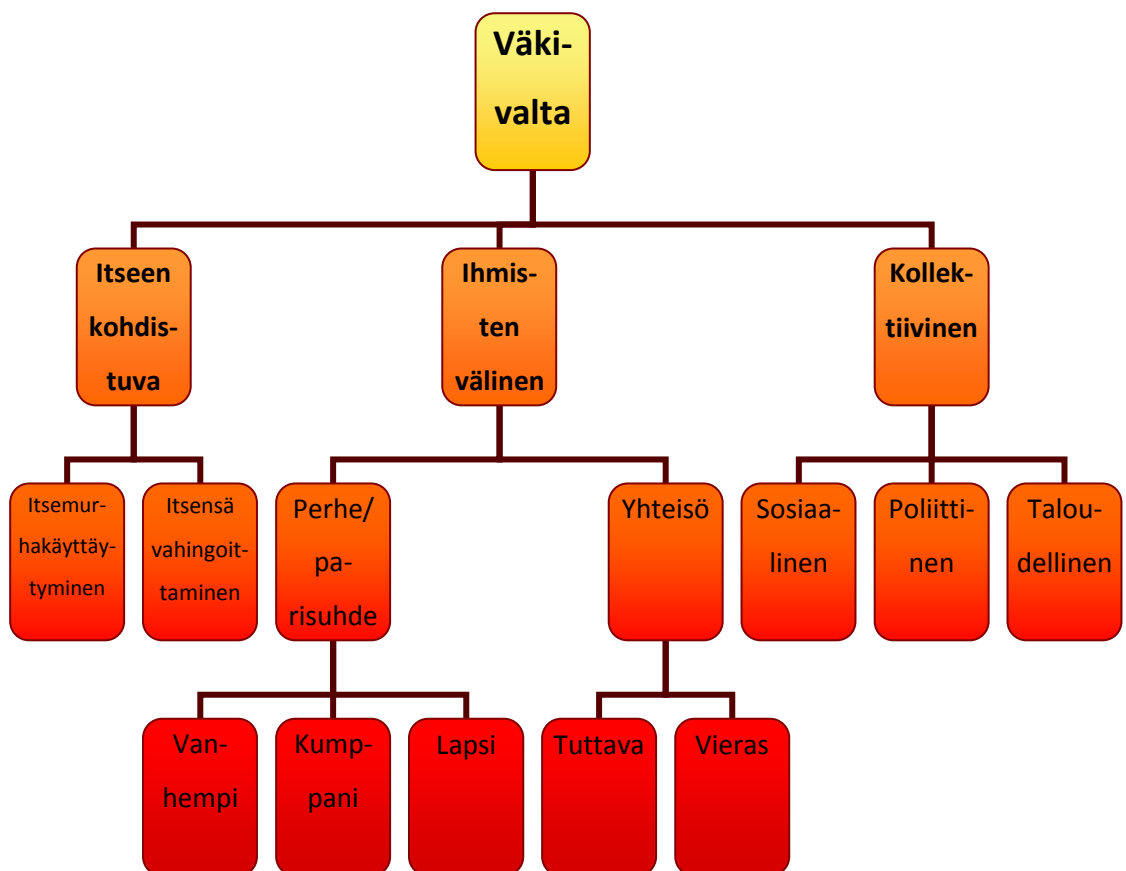 Väki-
valta
Itseen
kohdis-
tuva
Ihmis-
ten
välinen
Kollek-
tiivinen
Itsemur-
hakäyttäy-
tyminen
Itsensä
vahingoit-
taminen
Perhe/
pa-
risuhde
Yhteisö
Sosiaa-
linen
Poliitti-
nen
Talou-
dellinen
Van-
hempi
Kump-
pani
Lapsi
Tuttava
Vieras